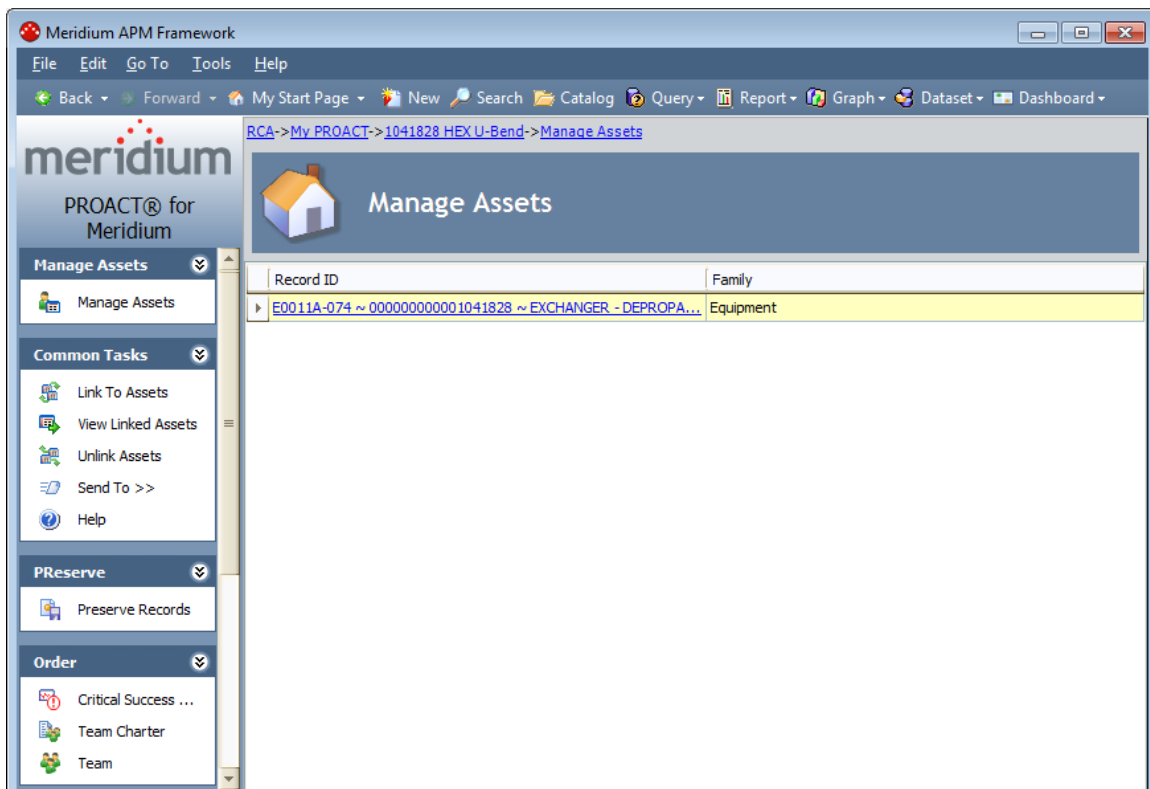 Meridium APM Framework
File Edit Go To Tools Help
Back Forward My Start Page New Search Catalog Query Report Graph Dataset Dashboard
meridium
PROACT® for
Meridium
RCA->My PROACT->1041828 HEX U-Bend->Manage Assets
Manage Assets
Record ID Family
E0011A-074 ~ 000000000001041828 ~ EXCHANGER - DEPROPA... Equipment
Manage Assets
Manage Assets
Common Tasks
Link To Assets
View Linked Assets
Unlink Assets
Send To >>
Help
PReserve
Preserve Records
Order
Critical Success ...
Team Charter
Team